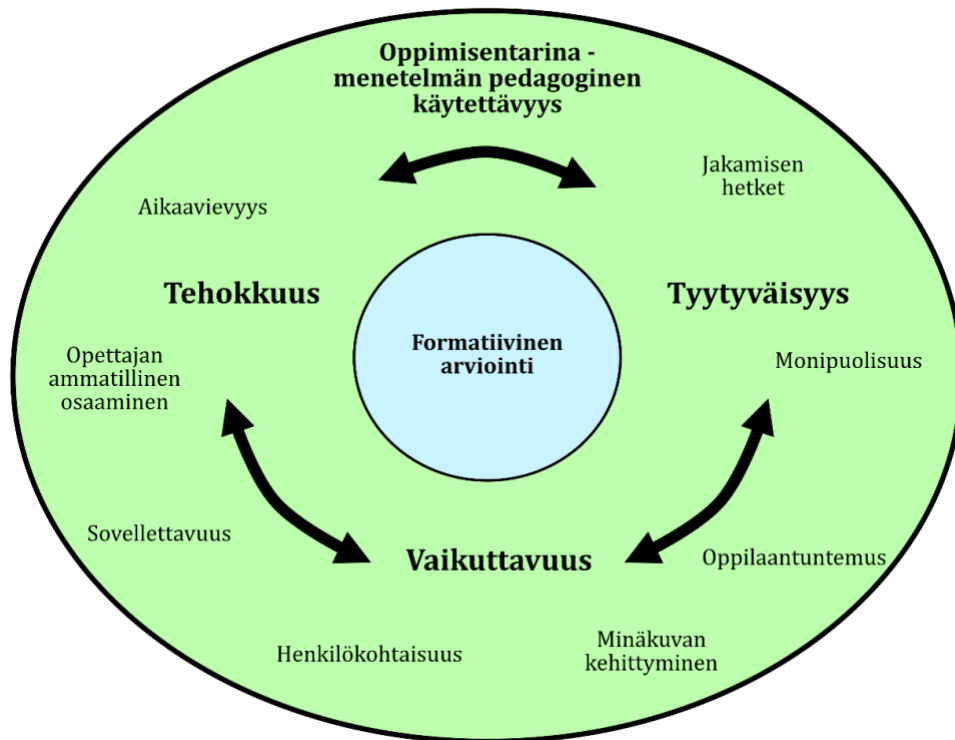 Oppimisentarina -
menetelmän pedagoginen
käytettävyys
Jakamisen
hetket
Aikaavievyys
Tehokkuus
Tyytyväisyys
Formatiivinen
arviointi
Opettajan
ammatillinen
osaaminen
Monipuolisuus
Sovellettavuus
Vaikuttavuus
Oppilaantuntemus
Henkilökohtaisuus
Minäkuvan
kehittyminen